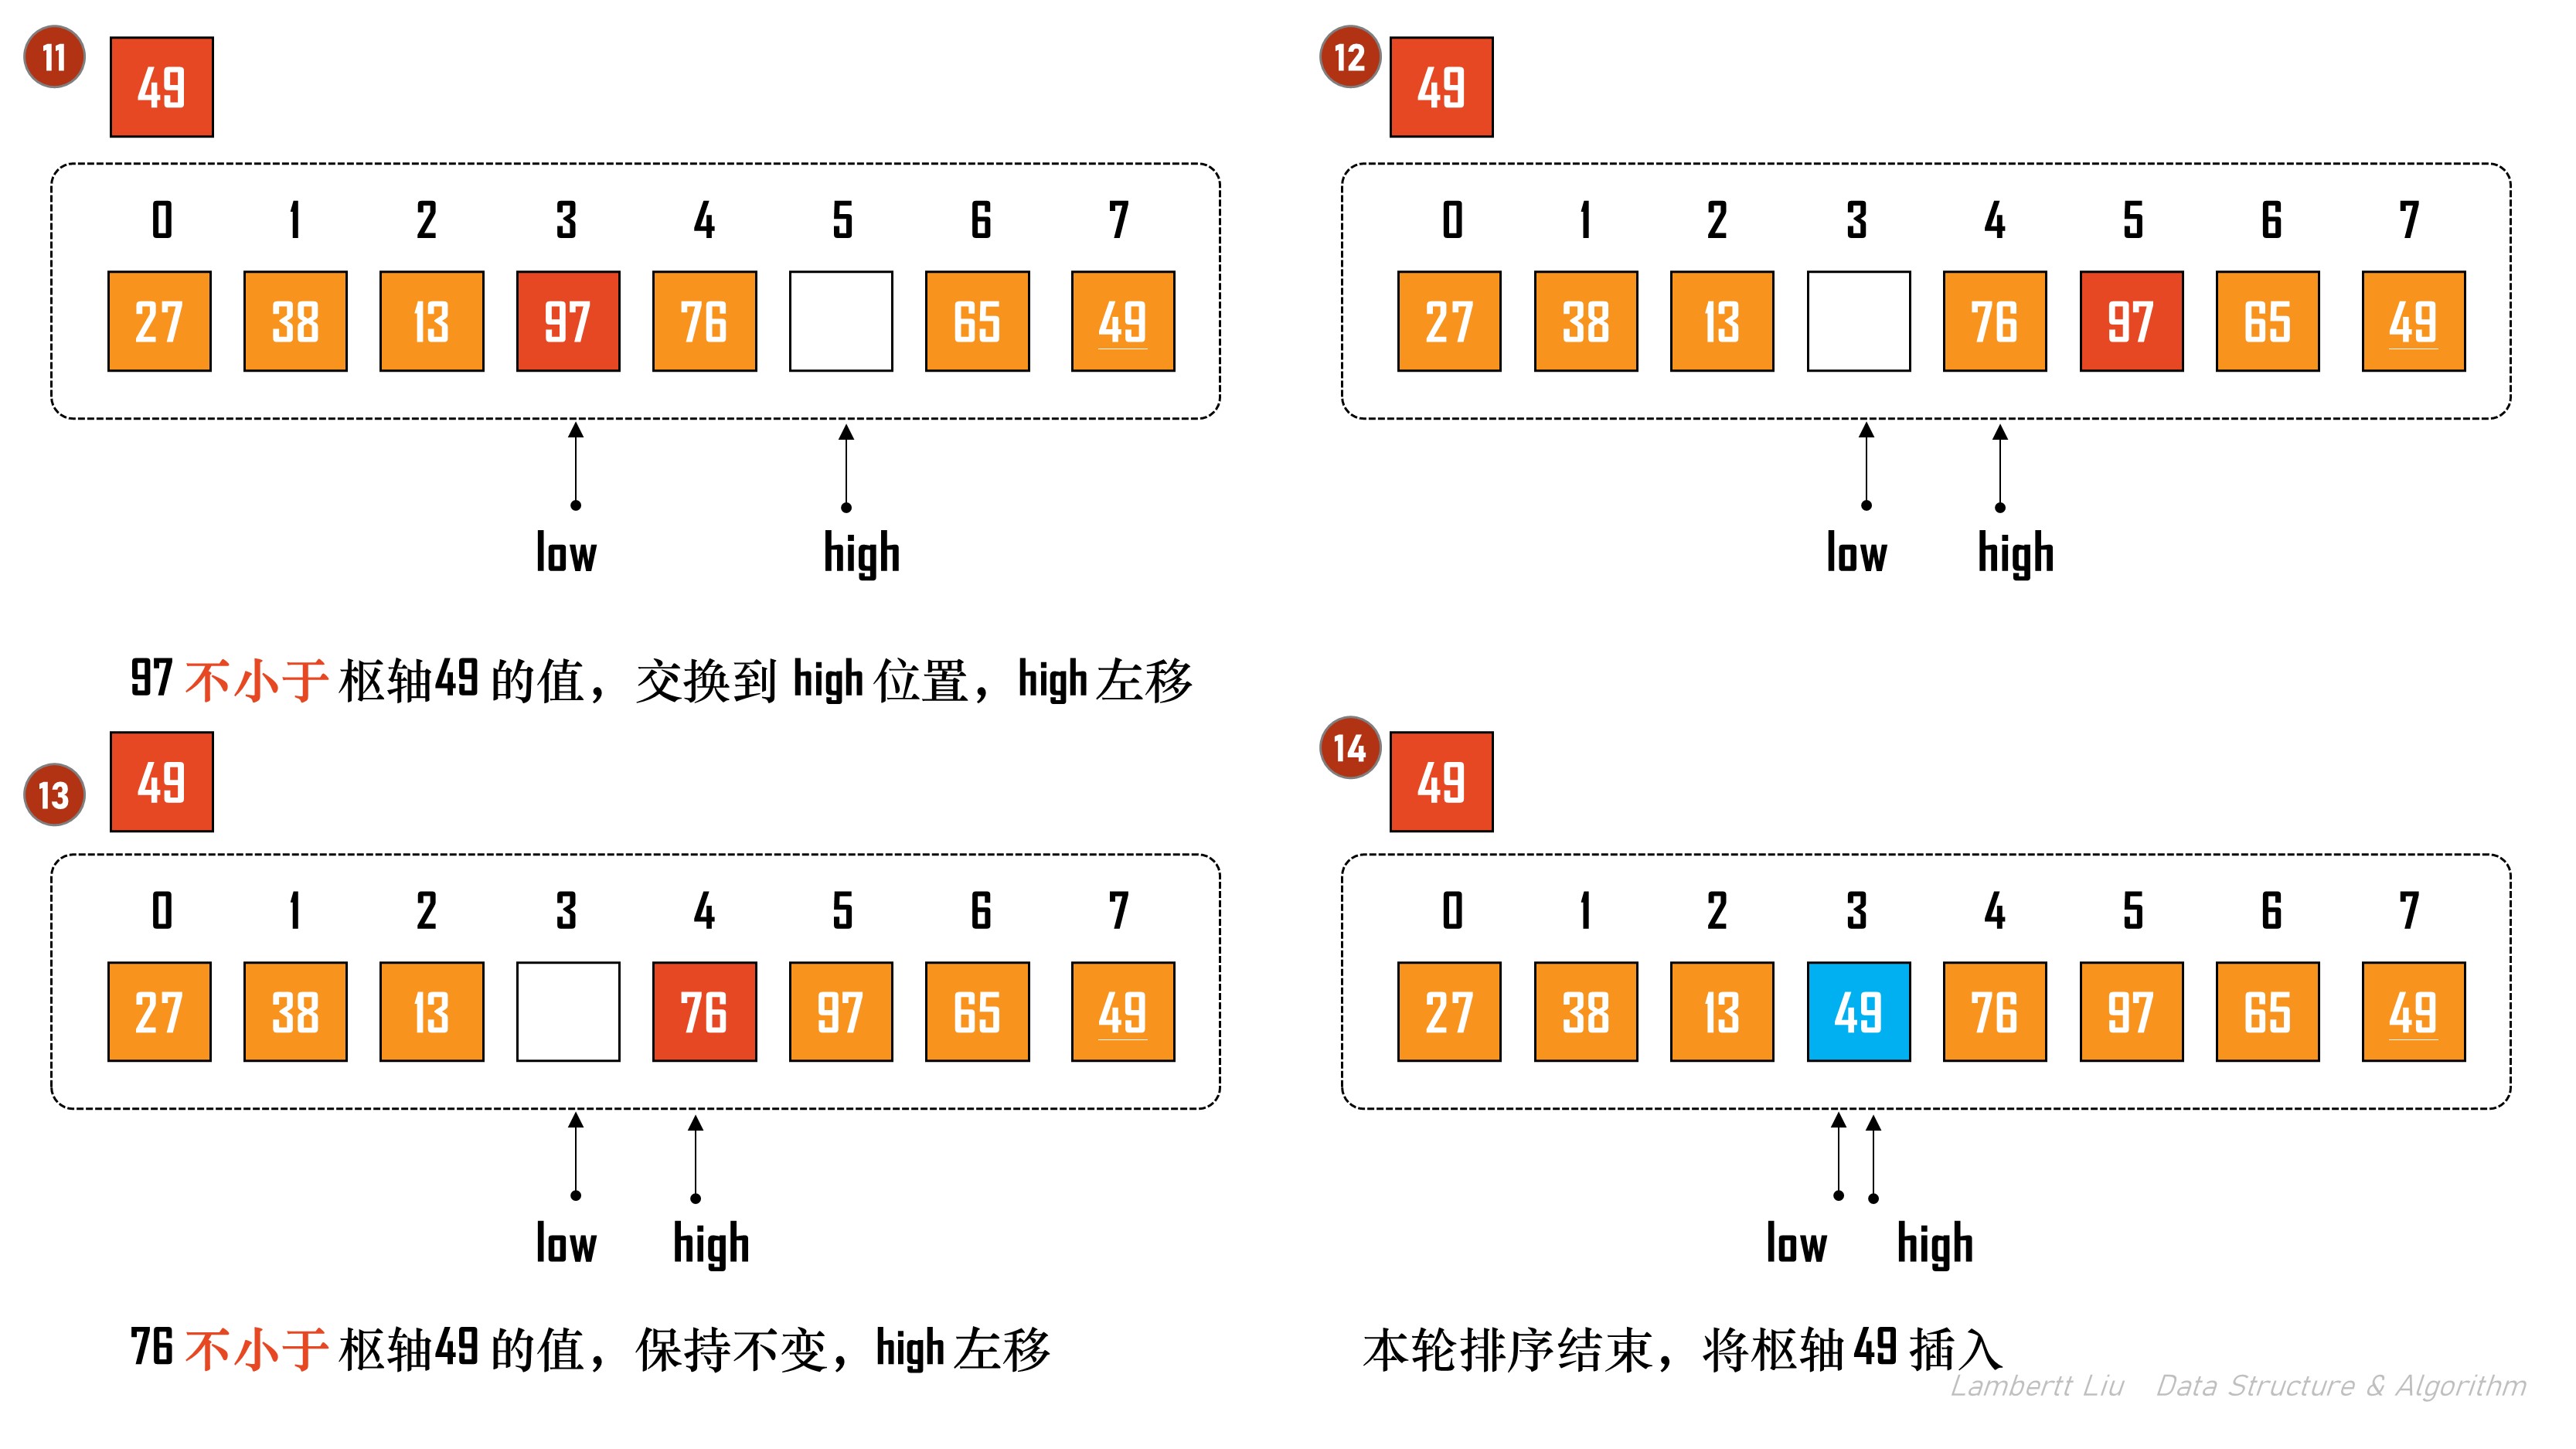 11
49
0 1 2 3 4 5 6 7
27 38 13 97 76 65 49
low high
97 不小于 枢轴49 的值，交换到 high 位置，high 左移
12
49
0 1 2 3 4 5 6 7
27 38 13 76 97 65 49
low high
13
49
0 1 2 3 4 5 6 7
27 38 13 76 97 65 49
low high
76 不小于 枢轴49 的值，保持不变，high 左移
14
49
0 1 2 3 4 5 6 7
27 38 13 49 76 97 65 49
low high
本轮排序结束，将枢轴 49 插入
Lambertt Liu Data Structure & Algorithm